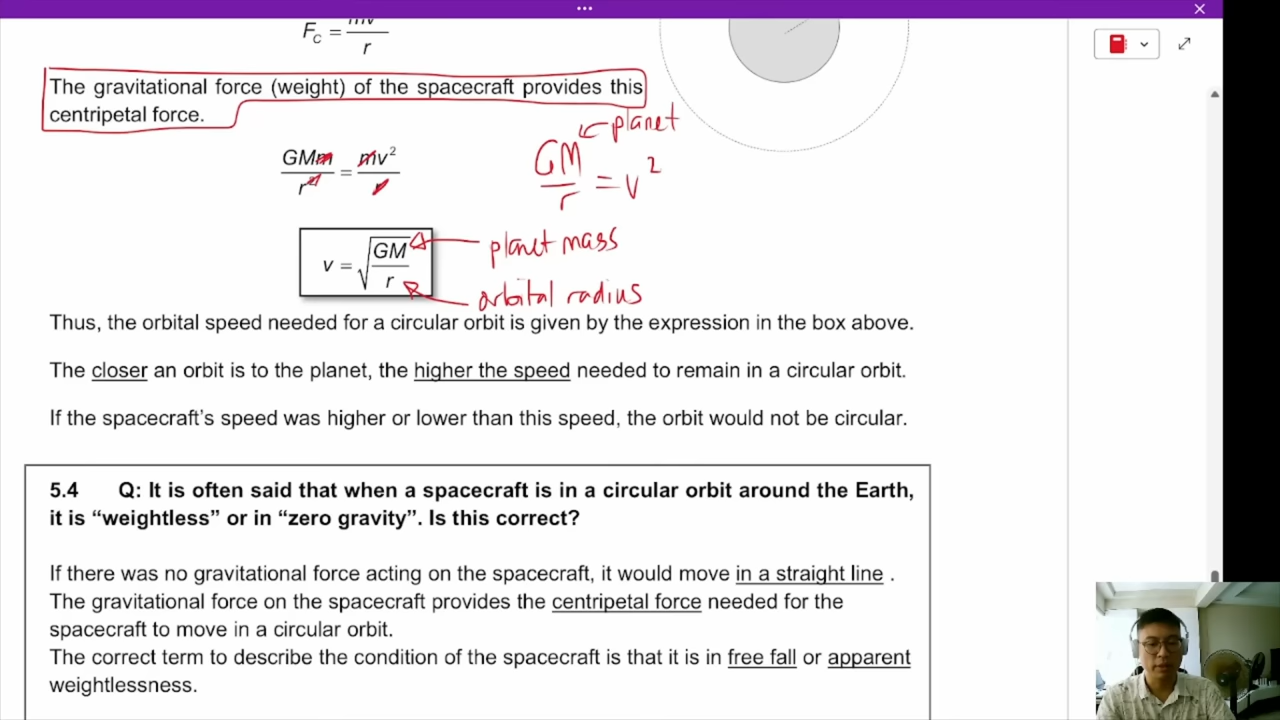 mv
F_C = ―
r
The gravitational force (weight) of the spacecraft provides this
centripetal force.
planet
GMm/r² = mv²/r
GM/r = v²
v = √(GM/r)
planet mass
orbital radius
Thus, the orbital speed needed for a circular orbit is given by the expression in the box above.
The closer an orbit is to the planet, the higher the speed needed to remain in a circular orbit.
If the spacecraft's speed was higher or lower than this speed, the orbit would not be circular.
5.4 Q: It is often said that when a spacecraft is in a circular orbit around the Earth,
it is “weightless” or in “zero gravity”. Is this correct?
If there was no gravitational force acting on the spacecraft, it would move in a straight line .
The gravitational force on the spacecraft provides the centripetal force needed for the
spacecraft to move in a circular orbit.
The correct term to describe the condition of the spacecraft is that it is in free fall or apparent
weightlessness.